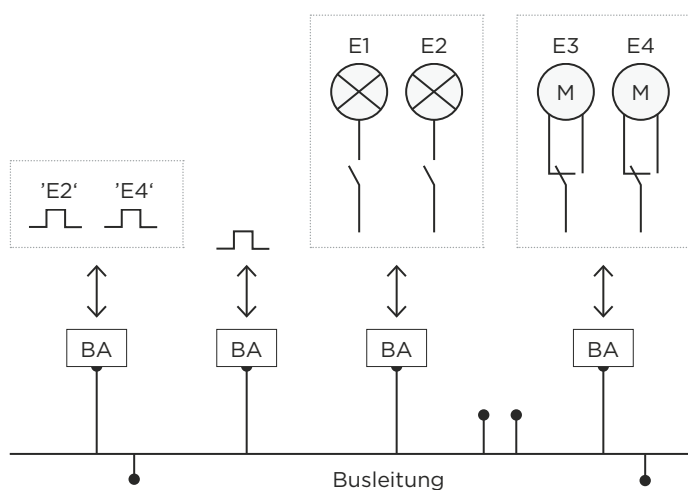 E1 E2 E3 E4
M M
’E2‘ ’E4‘
BA BA BA BA
Busleitung